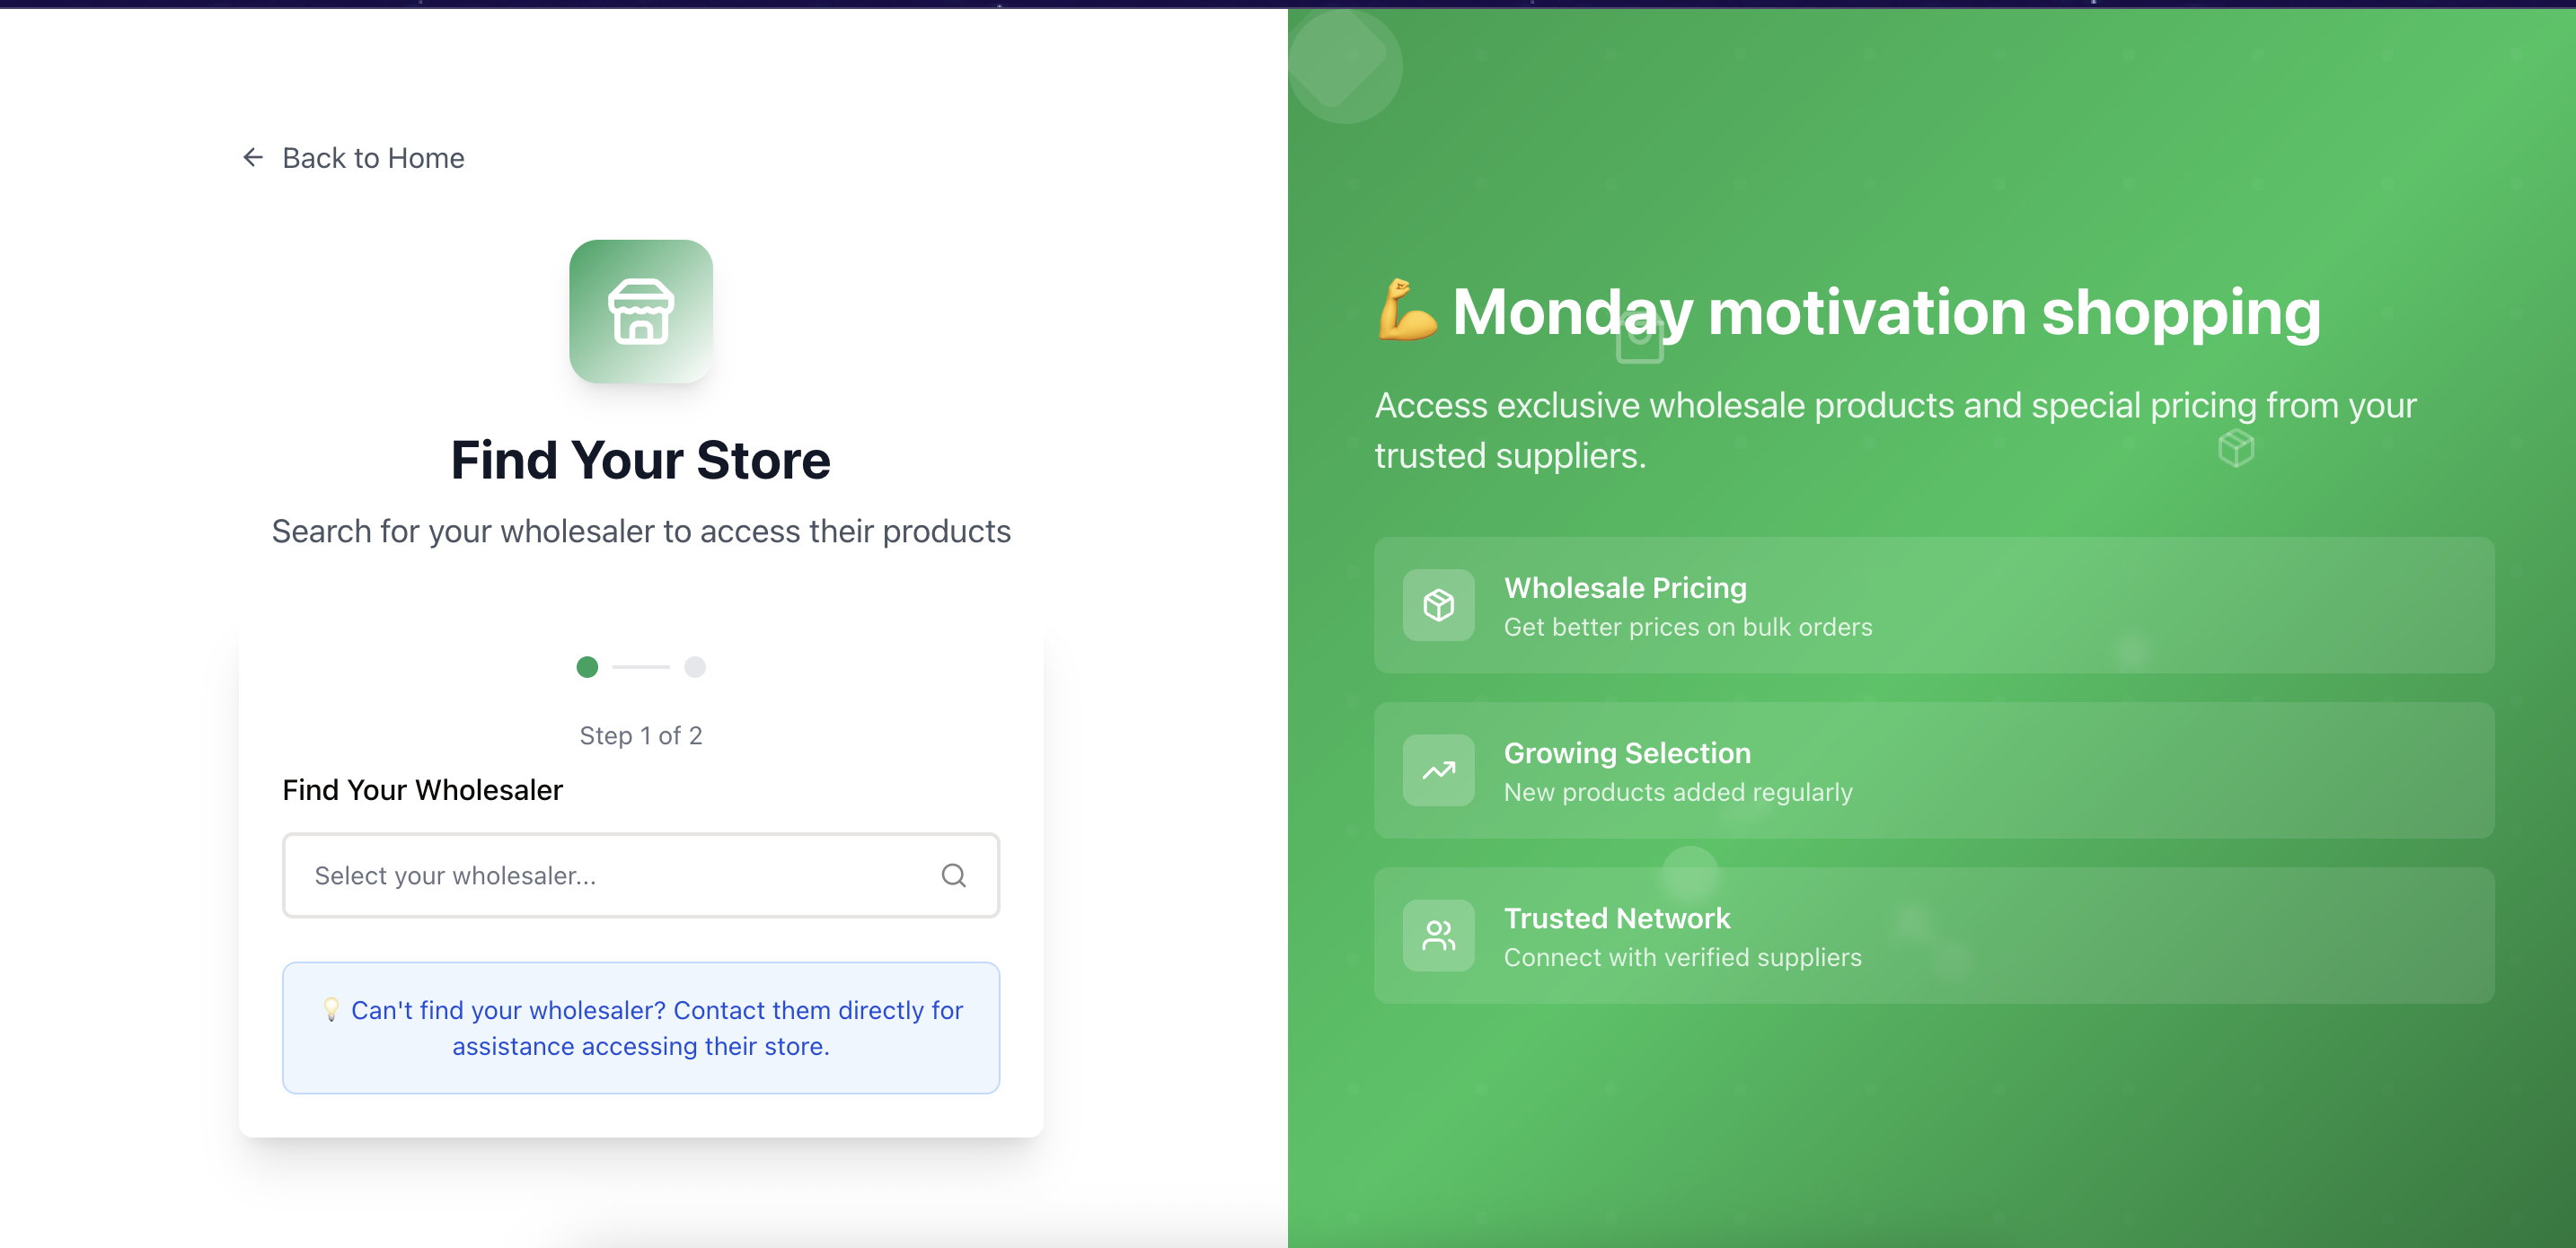 Back to Home
Find Your Store
Search for your wholesaler to access their products
Step 1 of 2
Find Your Wholesaler
Select your wholesaler...
💡 Can't find your wholesaler? Contact them directly for
assistance accessing their store.
💪 Monday motivation shopping
Access exclusive wholesale products and special pricing from your
trusted suppliers.
Wholesale Pricing
Get better prices on bulk orders
Growing Selection
New products added regularly
Trusted Network
Connect with verified suppliers